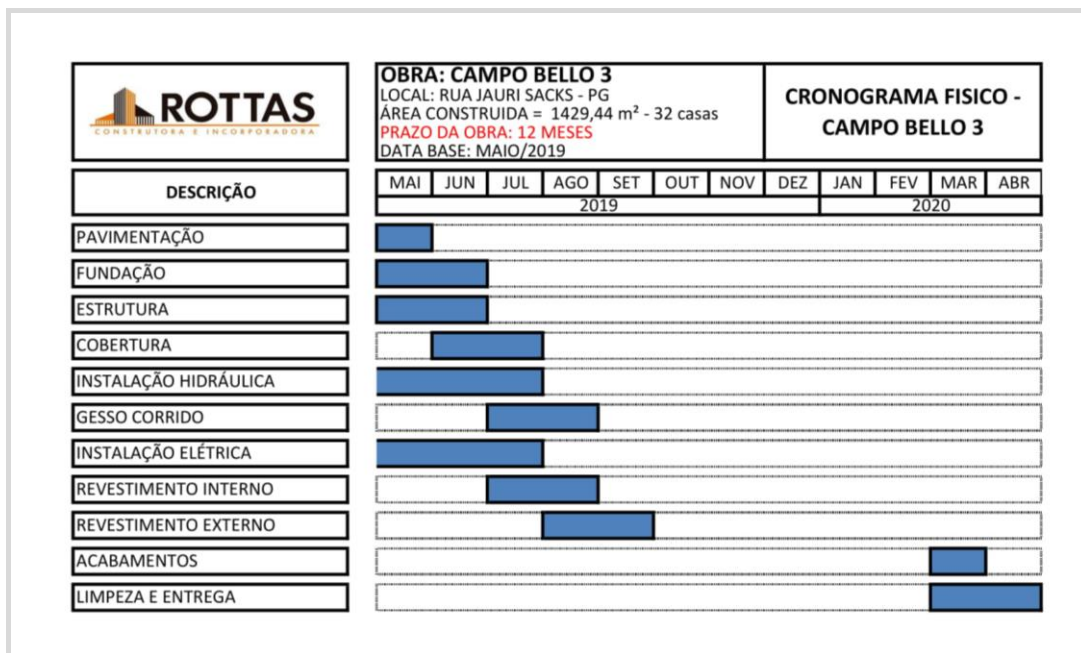 ROTTAS
CONSTRUTORA E INCORPORADORA
OBRA: CAMPO BELLO 3
LOCAL: RUA JAURI SACKS - PG
ÁREA CONSTRUIDA = 1429,44 m² - 32 casas
PRAZO DA OBRA: 12 MESES
DATA BASE: MAIO/2019
CRONOGRAMA FISICO -
CAMPO BELLO 3
DESCRIÇÃO
MAI JUN JUL AGO SET OUT NOV DEZ JAN FEV MAR ABR
2019 2020
PAVIMENTAÇÃO
FUNDAÇÃO
ESTRUTURA
COBERTURA
INSTALAÇÃO HIDRÁULICA
GESSO CORRIDO
INSTALAÇÃO ELÉTRICA
REVESTIMENTO INTERNO
REVESTIMENTO EXTERNO
ACABAMENTOS
LIMPEZA E ENTREGA